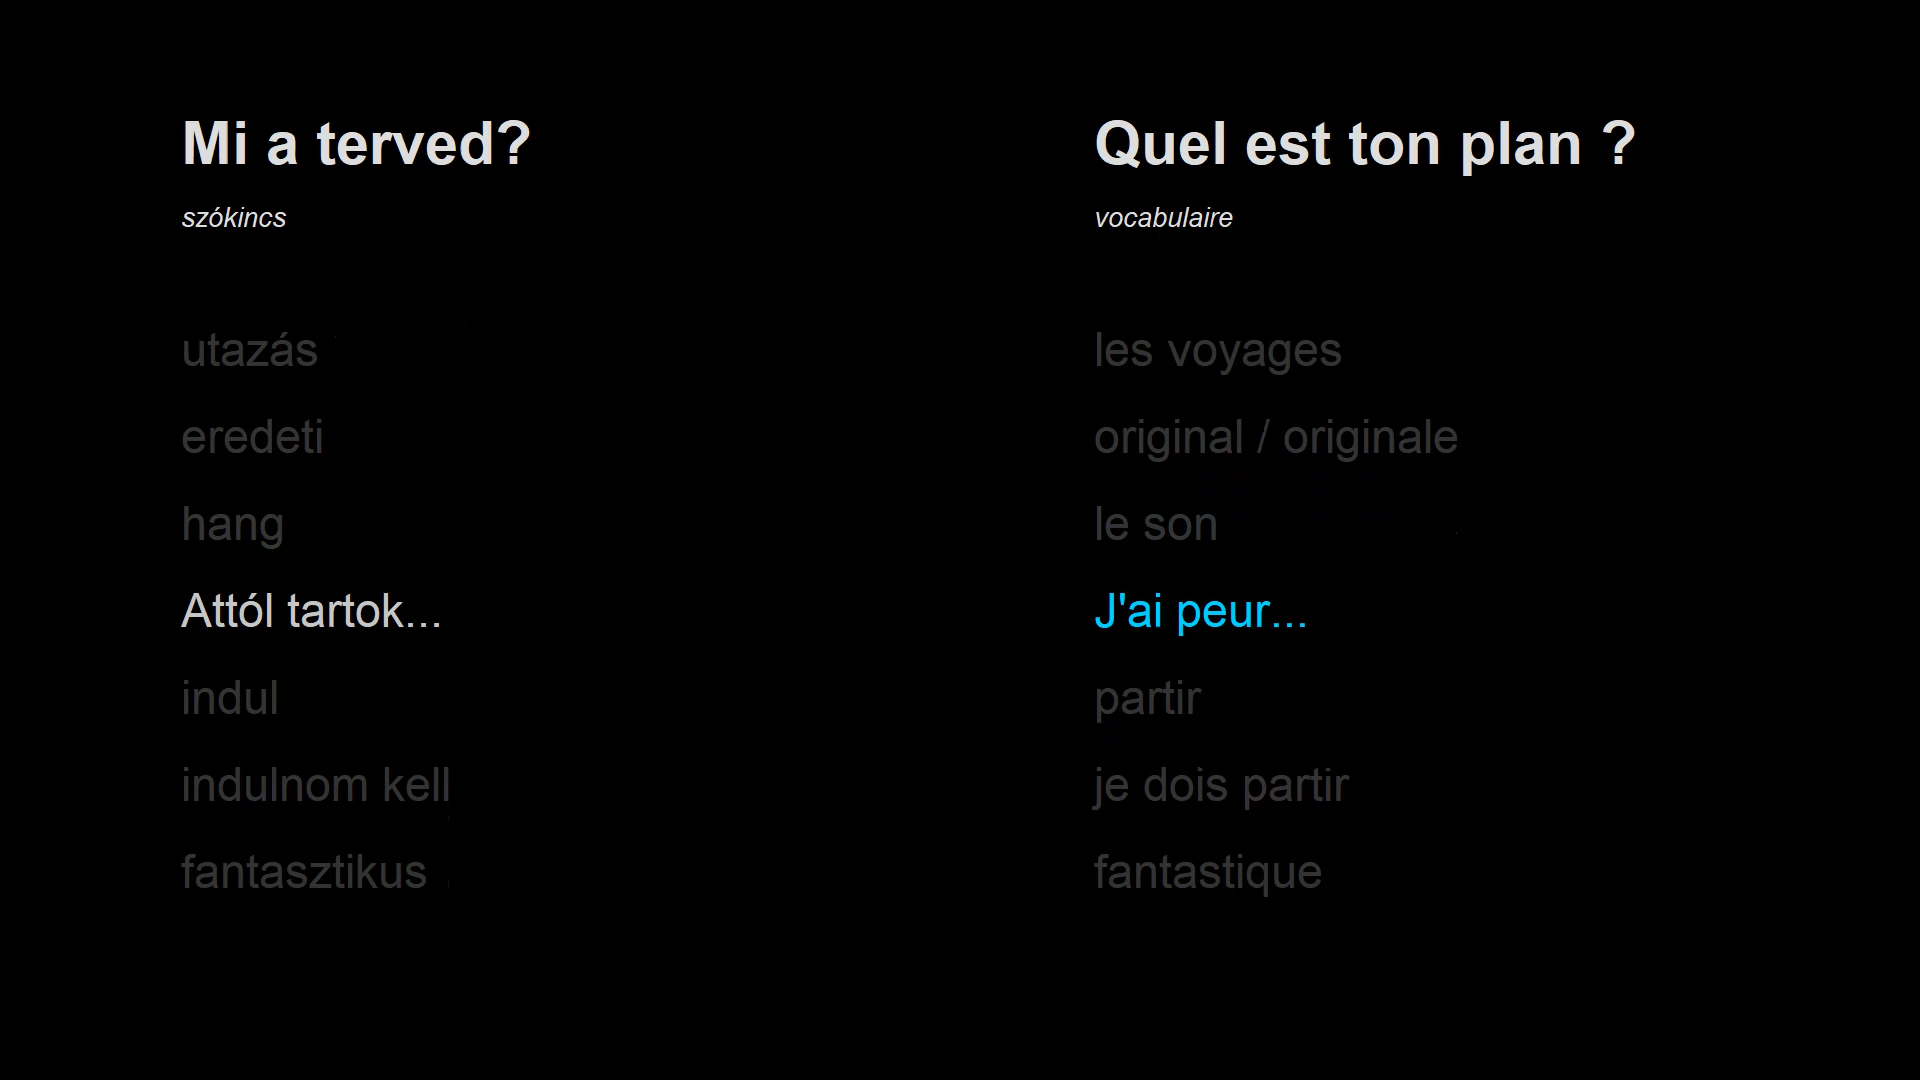 Mi a terved?
szókincs
utazás
eredeti
hang
Attól tartok...
indul
indulnom kell
fantasztikus
Quel est ton plan ?
vocabulaire
les voyages
original / originale
le son
J'ai peur...
partir
je dois partir
fantastique